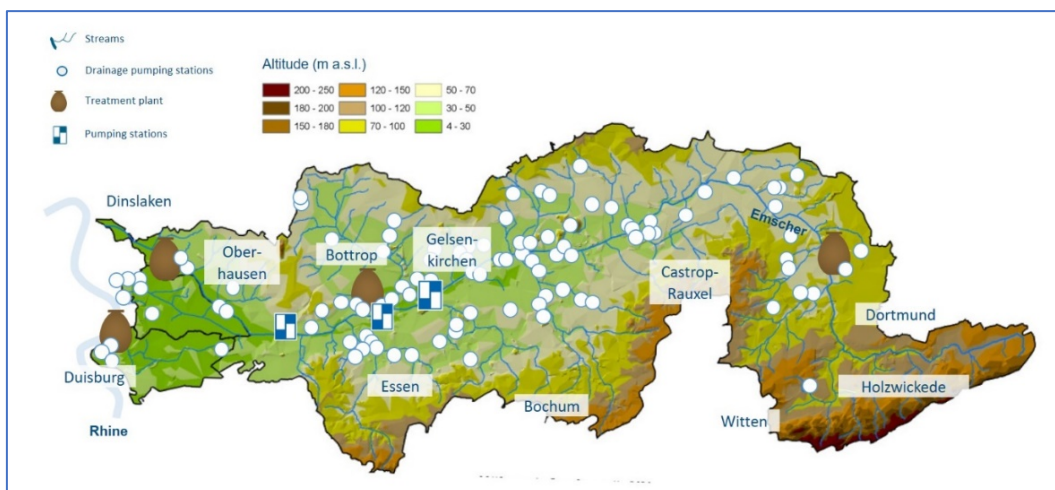 Streams
Drainage pumping stations
Treatment plant
Pumping stations
Altitude (m a.s.l.)
200 - 250
180 - 200
150 - 180
120 - 150
100 - 120
70 - 100
50 - 70
30 - 50
4 - 30
Dinslaken
Ober-
hausen
Bottrop
Gelsen-
kirchen
Emscher
Castrop-
Rauxel
Dortmund
Duisburg
Essen
Bochum
Holzwickede
Witten
Rhine